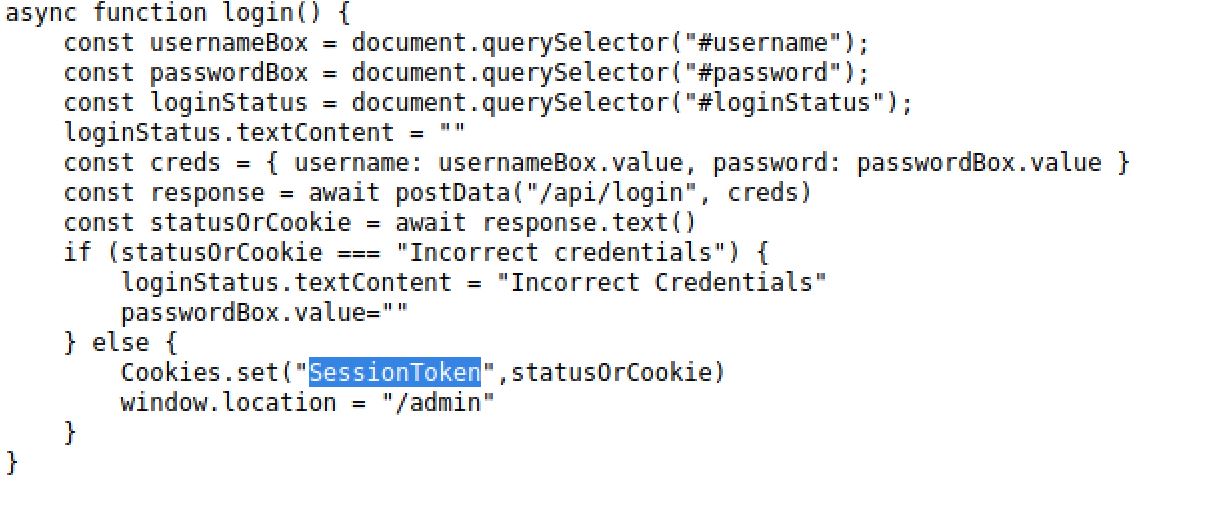 async function login() {
    const usernameBox = document.querySelector("#username");
    const passwordBox = document.querySelector("#password");
    const loginStatus = document.querySelector("#loginStatus");
    loginStatus.textContent = ""
    const creds = { username: usernameBox.value, password: passwordBox.value }
    const response = await postData("/api/login", creds)
    const statusOrCookie = await response.text()
    if (statusOrCookie === "Incorrect credentials") {
        loginStatus.textContent = "Incorrect Credentials"
        passwordBox.value=""
    } else {
        Cookies.set("SessionToken",statusOrCookie)
        window.location = "/admin"
    }
}